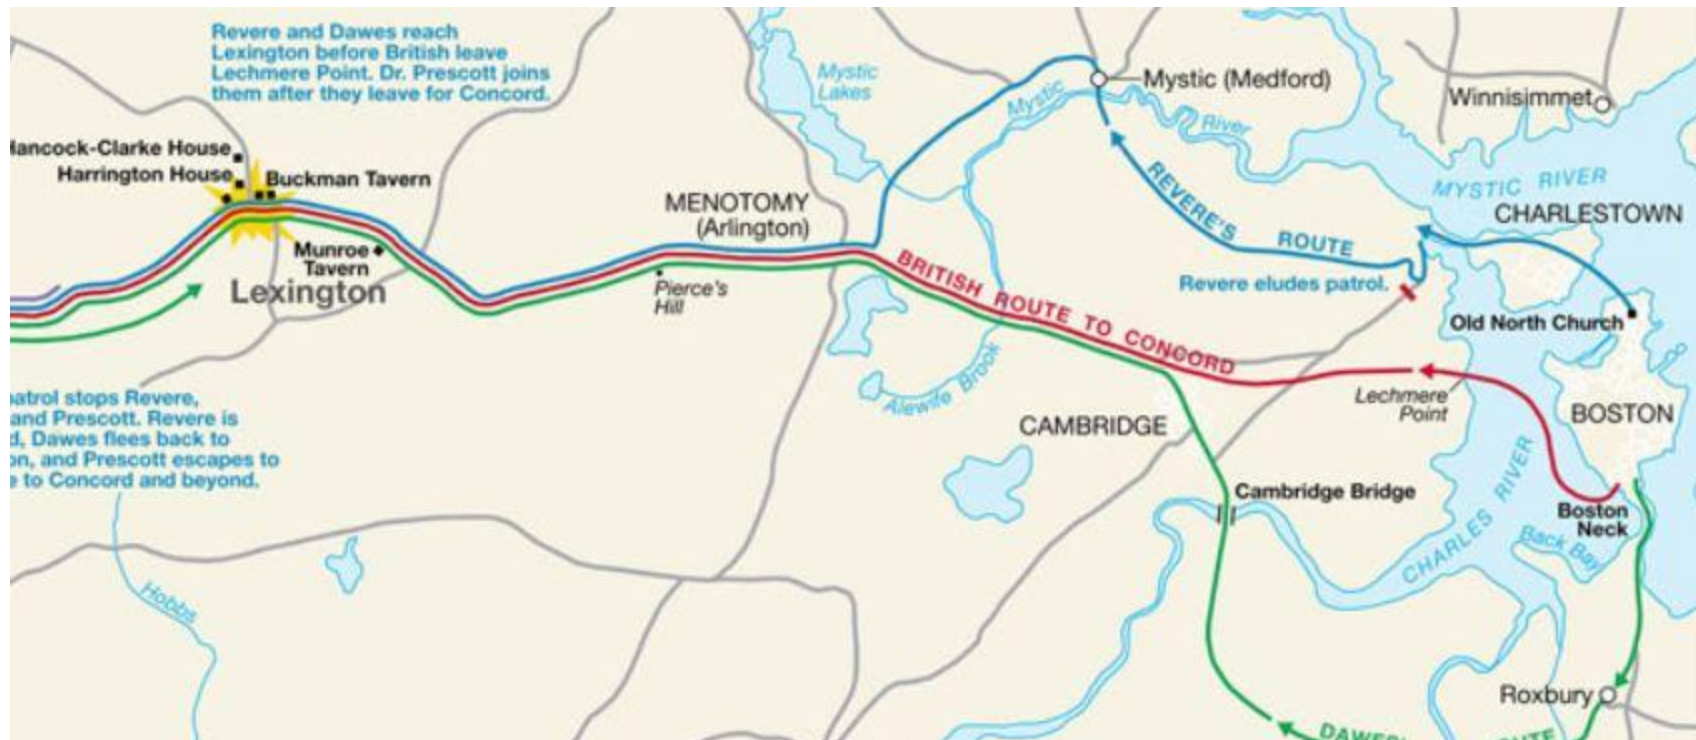 Revere and Dawes reach
Lexington before British leave
Lechmere Point. Dr. Prescott joins
them after they leave for Concord.
Mystic
Lakes
Mystic
River
Mystic (Medford)
Winnisimmet
MYSTIC RIVER
CHARLESTOWN
ancock-Clarke House
Harrington House
Buckman Tavern
Munroe
Tavern
Lexington
MENOTOMY
(Arlington)
Pierce's
Hill
REVERE'S ROUTE
Revere eludes patrol.
BRITISH ROUTE TO CONCORD
Old North Church
Lechmere
Point
BOSTON
Alewife Brook
CAMBRIDGE
Cambridge Bridge
CHARLES RIVER
Boston
Neck
Back Bay
atrol stops Revere,
and Prescott. Revere is
d, Dawes flees back to
on, and Prescott escapes to
e to Concord and beyond.
Hobbs
Roxbury